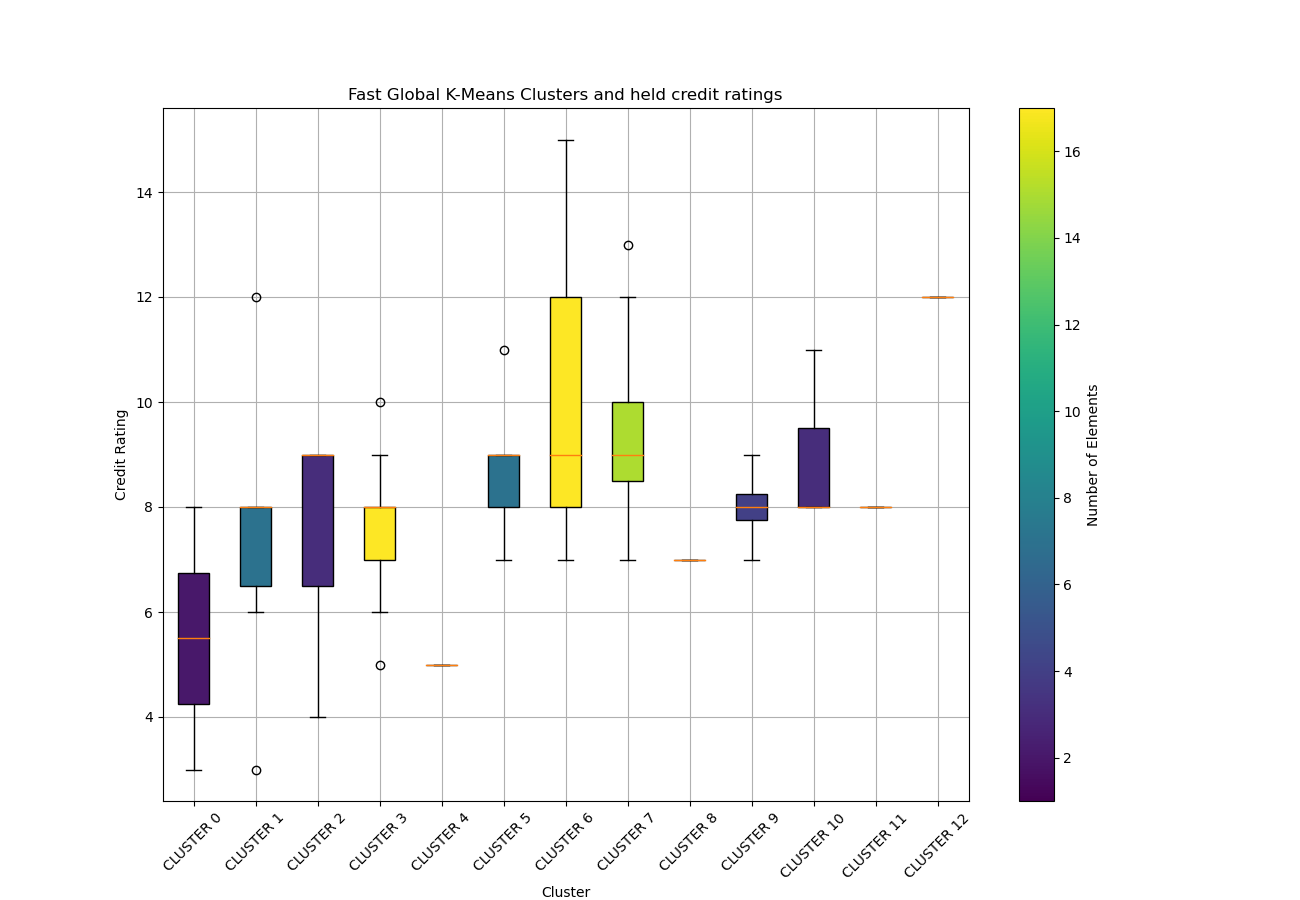 Fast Global K-Means Clusters and held credit ratings
14
12
10
8
6
4
Credit Rating
CLUSTER 0
CLUSTER 1
CLUSTER 2
CLUSTER 3
CLUSTER 4
CLUSTER 5
CLUSTER 6
CLUSTER 7
CLUSTER 8
CLUSTER 9
CLUSTER 10
CLUSTER 11
CLUSTER 12
Cluster
16
14
12
10
8
6
4
2
Number of Elements